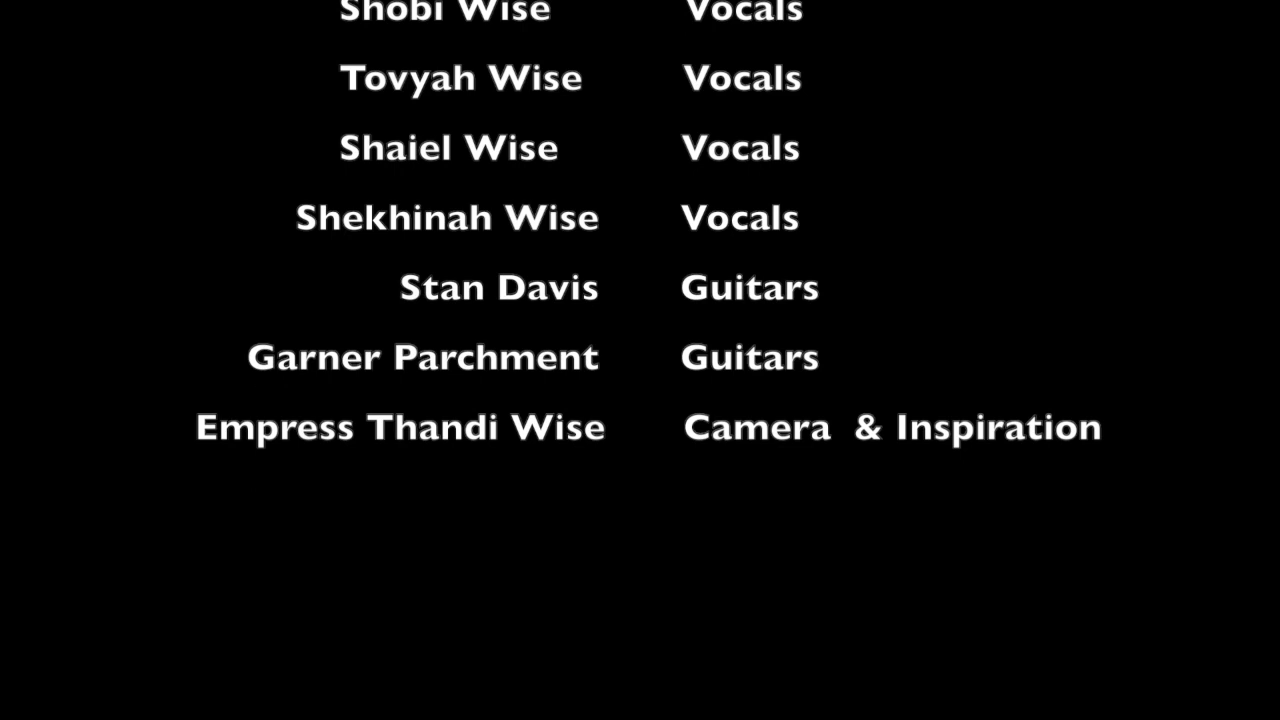 Shobi Wise Vocals
Tovyah Wise Vocals
Shaiel Wise Vocals
Shekhinah Wise Vocals
Stan Davis Guitars
Garner Parchment Guitars
Empress Thandi Wise Camera & Inspiration